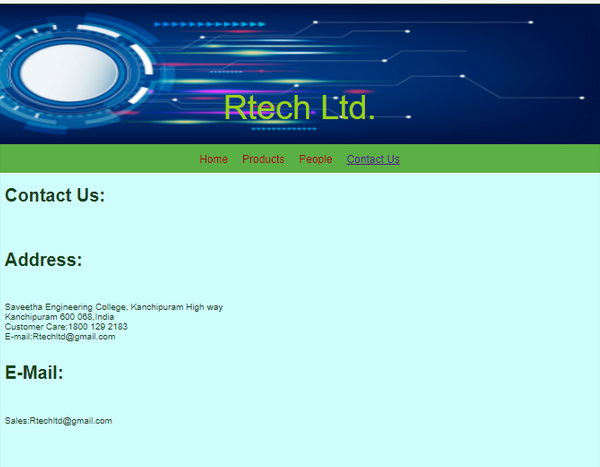 Rtech Ltd.
Home Products People Contact Us
Contact Us:
Address:
Saveetha Engineering College, Kanchipuram High way
Kanchipuram 600 068,India
Customer Care:1800 129 2183
E-mail:Rtechltd@gmail.com
E-Mail:
Sales:Rtechltd@gmail.com